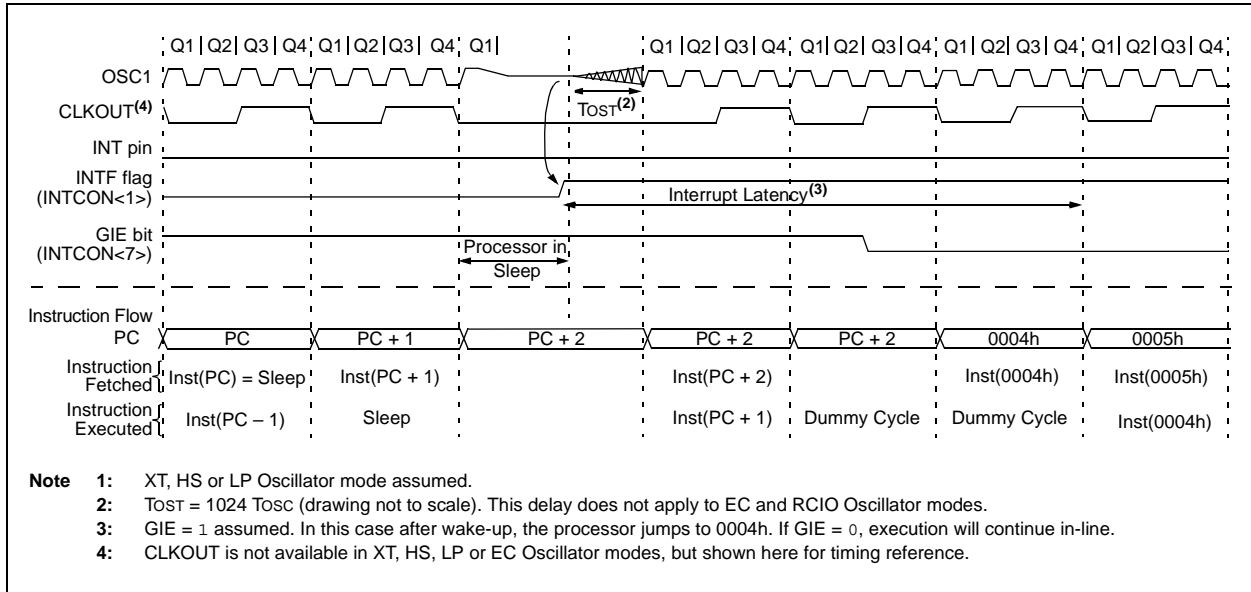 Q1 | Q2 | Q3 | Q4 Q1 | Q2 | Q3 | Q4 Q1 | Q1 | Q2 | Q3 | Q4 Q1 | Q2 | Q3 | Q4 Q1 | Q2 | Q3 | Q4 Q1 | Q2 | Q3 | Q4
OSC1
TOST(2)
CLKOUT(4)
INT pin
INTF flag
(INTCON<1>)
Interrupt Latency(3)
GIE bit
(INTCON<7>)
Processor in
Sleep
Instruction Flow
PC PC PC + 1 PC + 2 PC + 2 PC + 2 0004h 0005h
Instruction
Fetched Inst(PC) = Sleep Inst(PC + 1) Inst(PC + 2) Inst(0004h) Inst(0005h)
Instruction
Executed Inst(PC – 1) Sleep Inst(PC + 1) Dummy Cycle Dummy Cycle Inst(0004h)
Note 1: XT, HS or LP Oscillator mode assumed.
2: TOST = 1024 TOSC (drawing not to scale). This delay does not apply to EC and RCIO Oscillator modes.
3: GIE = 1 assumed. In this case after wake-up, the processor jumps to 0004h. If GIE = 0, execution will continue in-line.
4: CLKOUT is not available in XT, HS, LP or EC Oscillator modes, but shown here for timing reference.